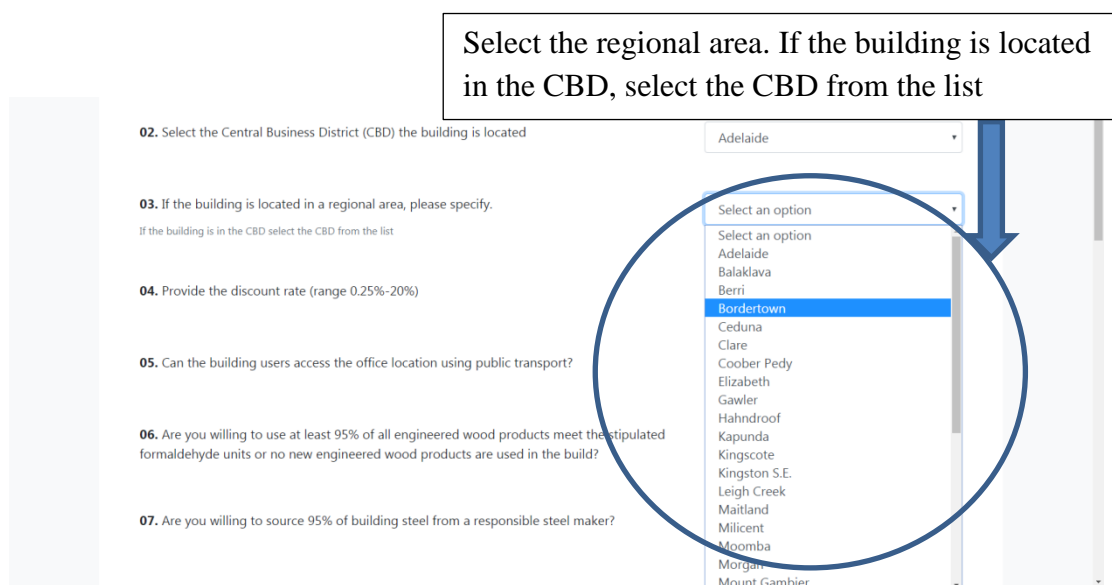 Select the regional area. If the building is located
in the CBD, select the CBD from the list
02. Select the Central Business District (CBD) the building is located
Adelaide
03. If the building is located in a regional area, please specify.
Select an option
If the building is in the CBD select the CBD from the list
Select an option
Adelaide
Balaklava
Berri
04. Provide the discount rate (range 0.25%-20%)
Bordertown
Ceduna
Clare
05. Can the building users access the office location using public transport?
Coober Pedy
Elizabeth
Gawler
Hahndroof
06. Are you willing to use at least 95% of all engineered wood products meet the stipulated
formaldehyde units or no new engineered wood products are used in the build?
Kapunda
Kingscote
Kingston S.E.
Leigh Creek
Maitland
07. Are you willing to source 95% of building steel from a responsible steel maker?
Milicent
Moomba
Morgan
Mount Gambier